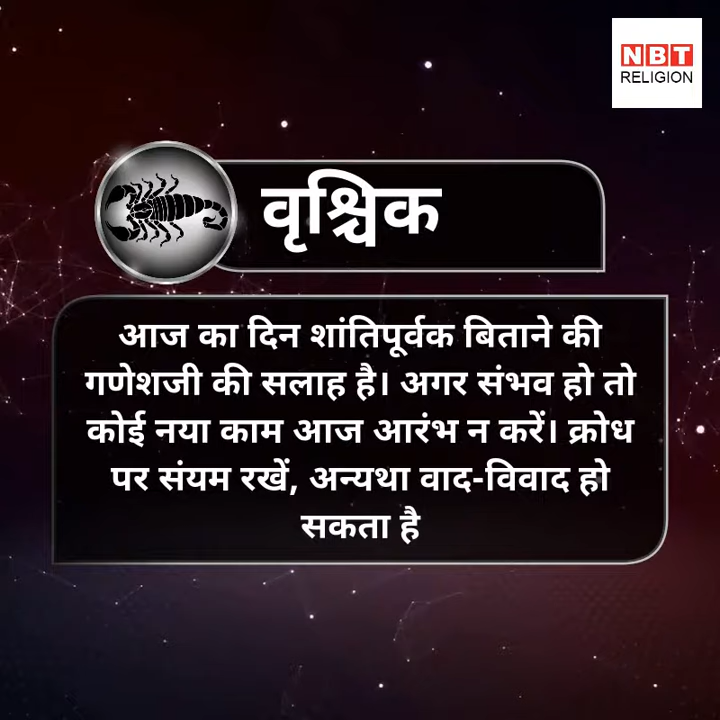 NBT
RELIGION
वृश्चिक
आज का दिन शांतिपूर्वक बिताने की
गणेशजी की सलाह है। अगर संभव हो तो
कोई नया काम आज आरंभ न करें। क्रोध
पर संयम रखें, अन्यथा वाद-विवाद हो
सकता है